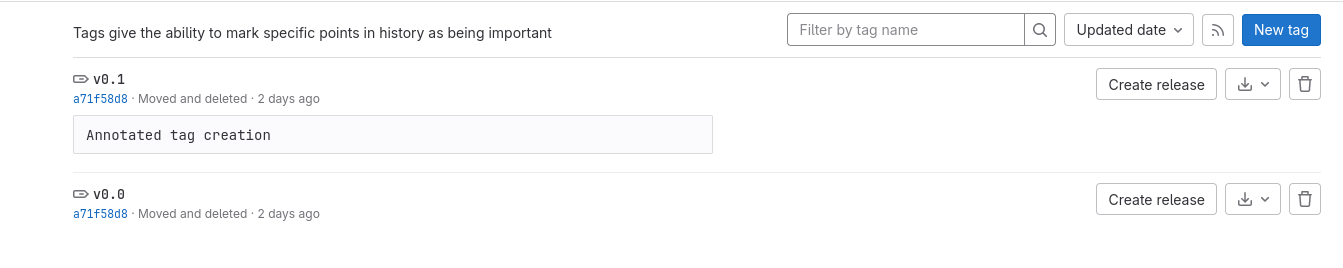 Tags give the ability to mark specific points in history as being important
Filter by tag name
Updated date
New tag
v0.1
Create release
a71f58d8 · Moved and deleted · 2 days ago
Annotated tag creation
v0.0
Create release
a71f58d8 · Moved and deleted · 2 days ago